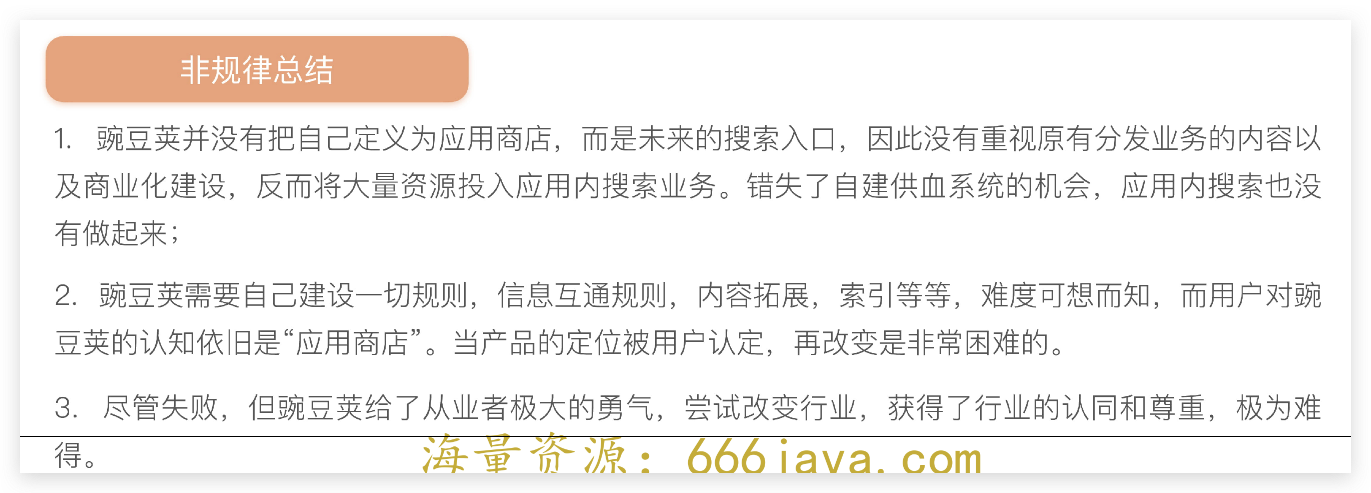 非规律总结
1. 豌豆荚并没有把自己定义为应用商店，而是未来的搜索入口，因此没有重视原有分发业务的内容以
及商业化建设，反而将大量资源投入应用内搜索业务。错失了自建供血系统的机会，应用内搜索也没
有做起来；
2. 豌豆荚需要自己建设一切规则，信息互通规则，内容拓展，索引等等，难度可想而知，而用户对豌
豆荚的认知依旧是“应用商店”。当产品的定位被用户认定，再改变是非常困难的。
3. 尽管失败，但豌豆荚给了从业者极大的勇气，尝试改变行业，获得了行业的认同和尊重，极为难
得。
海量资源：666java.com